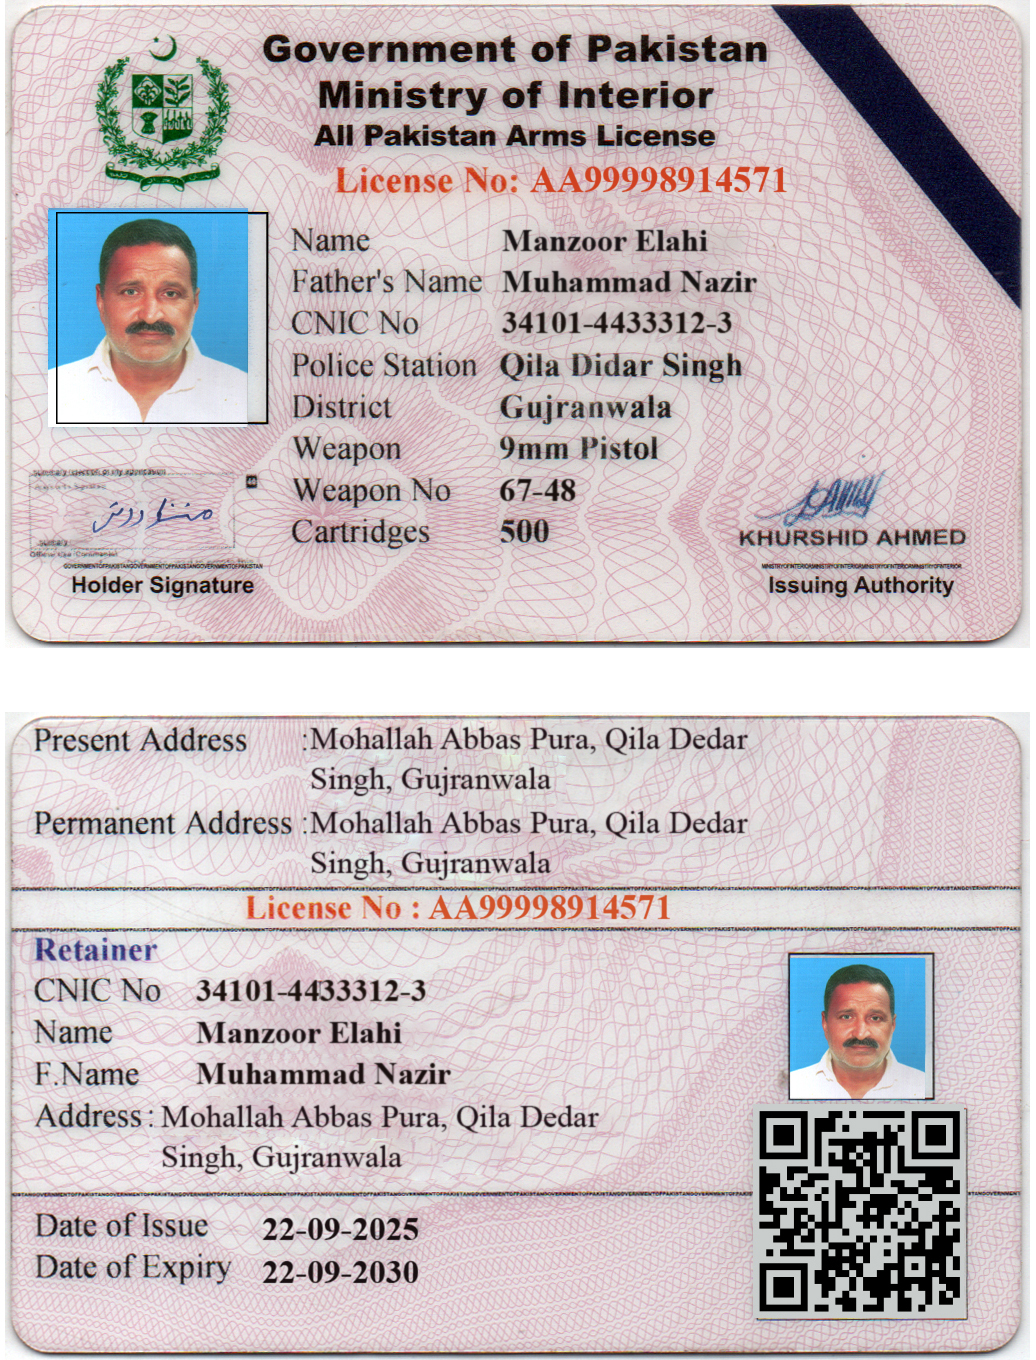 Government of Pakistan
Ministry of Interior
All Pakistan Arms License
License No: AA99998914571
Name Manzoor Elahi
Father's Name Muhammad Nazir
CNIC No 34101-4433312-3
Police Station Qila Didar Singh
District Gujranwala
Weapon 9mm Pistol
Weapon No 67-48
Cartridges 500
KHURSHID AHMED
GOVERNMENTOFPAKISTANGOVERNMENTOFPAKISTANGOVERNMENTOFPAKISTAN
MINISTRYOFINTERIORMINISTRYOFINTERIORMINISTRYOFINTERIORMINISTRYOFINTERIOR
Holder Signature
Issuing Authority
Present Address :Mohallah Abbas Pura, Qila Dedar
Singh, Gujranwala
Permanent Address :Mohallah Abbas Pura, Qila Dedar
Singh, Gujranwala
License No : AA99998914571
Retainer
CNIC No 34101-4433312-3
Name Manzoor Elahi
F.Name Muhammad Nazir
Address : Mohallah Abbas Pura, Qila Dedar
Singh, Gujranwala
Date of Issue 22-09-2025
Date of Expiry 22-09-2030